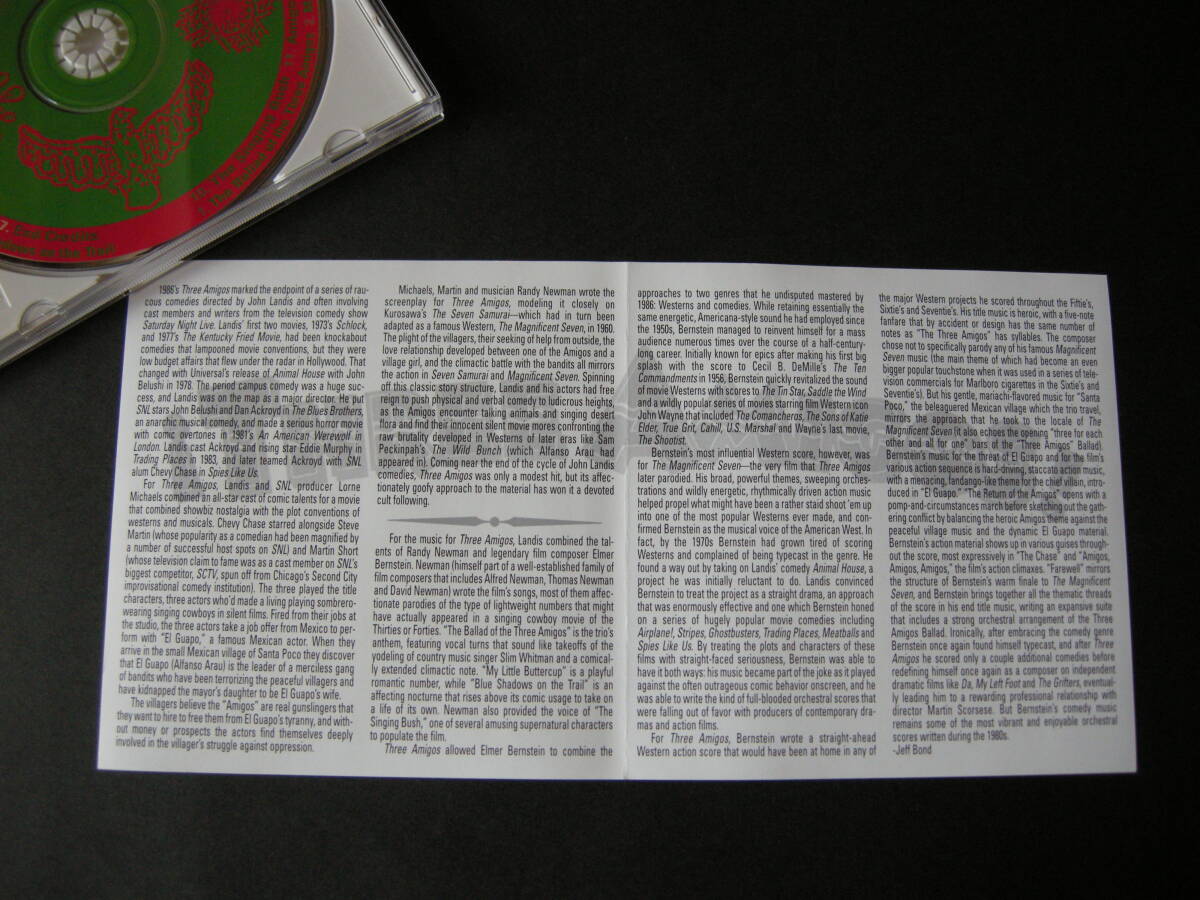 7. End Credits
1986's Three Amigos marked the endpoint of a series of rau-
cous comedies directed by John Landis and often involving
cast members and writers from the television comedy show
Saturday Night Live. Landis' first two movies, 1973's Schlock,
and 1977's The Kentucky Fried Movie, had been knockabout
comedies that lampooned movie conventions, but they were
low budget affairs that flew under the radar in Hollywood. That
changed with Universal's release of Animal House with John
Belushi in 1978. The period campus comedy was a huge suc-
cess, and Landis was on the map as a major director. He put
SNL stars John Belushi and Dan Ackroyd in The Blues Brothers,
an anarchic musical comedy, and made a serious horror movie
with comic overtones in 1981's An American Werewolf in
London. Landis cast Ackroyd and rising star Eddie Murphy in
Trading Places in 1983, and later teamed Ackroyd with SNL
alum Chevy Chase in Spies Like Us.
For Three Amigos, Landis and SNL producer Lorne
Michaels combined an all-star cast of comic talents for a movie
that combined showbiz nostalgia with the plot conventions of
westerns and musicals. Chevy Chase starred alongside Steve
Martin (whose popularity as a comedian had been magnified by
a number of successful host spots on SNL) and Martin Short
(whose television claim to fame was as a cast member on SNL's
biggest competitor, SCTV, spun off from Chicago's Second City
improvisational comedy institution). The three played the title
characters, three actors who'd made a living playing sombrero-
wearing singing cowboys in silent films. Fired from their jobs at
the studio, the three actors take a job offer from Mexico to per-
form with "El Guapo," a famous Mexican actor. When they
arrive in the small Mexican village of Santa Poco they discover
that El Guapo (Alfanso Arau) is the leader of a merciless gang
of bandits who have been terrorizing the peaceful villagers and
have kidnapped the mayor's daughter to be El Guapo's wife.
The villagers believe the "Amigos" are real gunslingers that
they want to hire to free them from El Guapo's tyranny, and with-
out money or prospects the actors find themselves deeply
involved in the villager's struggle against oppression.
Michaels, Martin and musician Randy Newman wrote the
screenplay for Three Amigos, modeling it closely on
Kurosawa's The Seven Samurai—which had in turn been
adapted as a famous Western, The Magnificent Seven, in 1960.
The plight of the villagers, their seeking of help from outside, the
love relationship developed between one of the Amigos and a
village girl, and the climactic battle with the bandits all mirrors
the action in Seven Samurai and Magnificent Seven. Spinning
off this classic story structure, Landis and his actors had free
reign to push physical and verbal comedy to ludicrous heights,
as the Amigos encounter talking animals and singing desert
flora and find their innocent silent movie mores confronting the
raw brutality developed in Westerns of later eras like Sam
Peckinpah's The Wild Bunch (which Alfanso Arau had
appeared in). Coming near the end of the cycle of John Landis
comedies, Three Amigos was only a modest hit, but its affec-
tionately goofy approach to the material has won it a devoted
cult following.
For the music for Three Amigos, Landis combined the tal-
ents of Randy Newman and legendary film composer Elmer
Bernstein. Newman (himself part of a well-established family of
film composers that includes Alfred Newman, Thomas Newman
and David Newman) wrote the film's songs, most of them affec-
tionate parodies of the type of lightweight numbers that might
have actually appeared in a singing cowboy movie of the
Thirties or Forties. "The Ballad of the Three Amigos" is the trio's
anthem, featuring vocal turns that sound like takeoffs of the
yodeling of country music singer Slim Whitman and a comical-
ly extended climactic note. "My Little Buttercup" is a playful
romantic number, while "Blue Shadows on the Trail" is an
affecting nocturne that rises above its comic usage to take on
a life of its own. Newman also provided the voice of "The
Singing Bush," one of several amusing supernatural characters
to populate the film.
Three Amigos allowed Elmer Bernstein to combine the
approaches to two genres that he undisputed mastered by
1986: Westerns and comedies. While retaining essentially the
same energetic, Americana-style sound he had employed since
the 1950s, Bernstein managed to reinvent himself for a mass
audience numerous times over the course of a half-century-
long career. Initially known for epics after making his first big
splash with the score to Cecil B. DeMille's The Ten
Commandments in 1956, Bernstein quickly revitalized the sound
of movie Westerns with scores to The Tin Star, Saddle the Wind
and a wildly popular series of movies starring film Western icon
John Wayne that included The Comancheros, The Sons of Katie
Elder, True Grit, Cahill, U.S. Marshal and Wayne's last movie,
The Shootist.
Bernstein's most influential Western score, however, was
for The Magnificent Seven—the very film that Three Amigos
later parodied. His broad, powerful themes, sweeping orches-
trations and wildly energetic, rhythmically driven action music
helped propel what might have been a rather staid shoot 'em up
into one of the most popular Westerns ever made, and con-
firmed Bernstein as the musical voice of the American West. In
fact, by the 1970s Bernstein had grown tired of scoring
Westerns and complained of being typecast in the genre. He
found a way out by taking on Landis' comedy Animal House, a
project he was initially reluctant to do. Landis convinced
Bernstein to treat the project as a straight drama, an approach
that was enormously effective and one which Bernstein honed
on a series of hugely popular movie comedies including
Airplane!, Stripes, Ghostbusters, Trading Places, Meatballs and
Spies Like Us. By treating the plots and characters of these
films with straight-faced seriousness, Bernstein was able to
have it both ways: his music became part of the joke as it played
against the often outrageous comic behavior onscreen, and he
was able to write the kind of full-blooded orchestral scores that
were falling out of favor with producers of contemporary dra-
mas and action films.
For Three Amigos, Bernstein wrote a straight-ahead
Western action score that would have been at home in any of
the major Western projects he scored throughout the Fiftie's,
Sixtie's and Seventie's. His title music is heroic, with a five-note
fanfare that by accident or design has the same number of
notes as "The Three Amigos" has syllables. The composer
chose not to specifically parody any of his famous Magnificent
Seven music (the main theme of which had become an even
bigger popular touchstone when it was used in a series of tele-
vision commercials for Marlboro cigarettes in the Sixtie's and
Seventie's). But his gentle, mariachi-flavored music for "Santa
Poco," the beleaguered Mexican village which the trio travel,
mirrors the approach that he took to the locale of The
Magnificent Seven (it also echoes the opening "three for each
other and all for one" bars of the "Three Amigos" Ballad).
Bernstein's music for the threat of El Guapo and for the film's
various action sequence is hard-driving, staccato action music,
with a menacing, fandango-like theme for the chief villain, intro-
duced in "El Guapo." "The Return of the Amigos" opens with a
pomp-and-circumstances march before sketching out the gath-
ering conflict by balancing the heroic Amigos theme against the
peaceful village music and the dynamic El Guapo material.
Bernstein's action material shows up in various guises through-
out the score, most expressively in "The Chase" and "Amigos,
Amigos, Amigos," the film's action climaxes. "Farewell" mirrors
the structure of Bernstein's warm finale to The Magnificent
Seven, and Bernstein brings together all the thematic threads
of the score in his end title music, writing an expansive suite
that includes a strong orchestral arrangement of the Three
Amigos Ballad. Ironically, after embracing the comedy genre
Bernstein once again found himself typecast, and after Three
Amigos he scored only a couple additional comedies before
redefining himself once again as a composer on independent
dramatic films like Da, My Left Foot and The Grifters, eventual-
ly leading him to a rewarding professional relationship with
director Martin Scorsese. But Bernstein's comedy music
remains some of the most vibrant and enjoyable orchestral
scores written during the 1980s.
-Jeff Bond